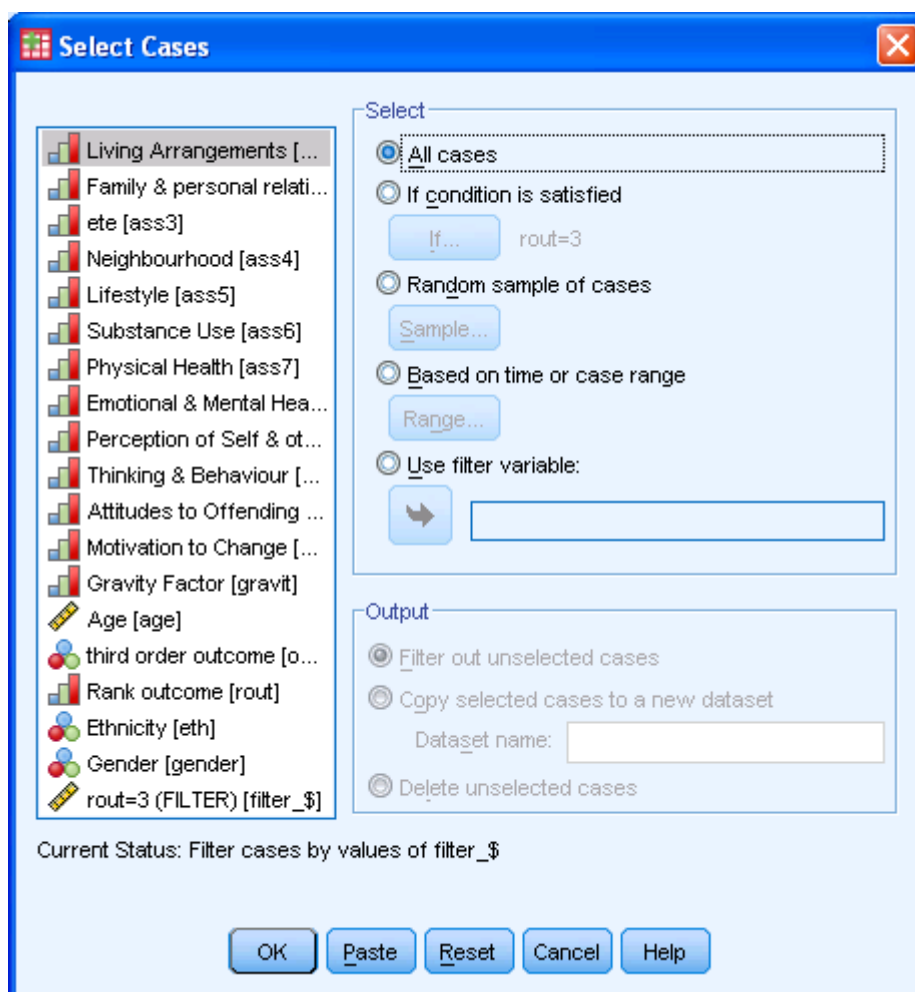 Select Cases
Living Arrangements [...
Family & personal relati...
ete [ass3]
Neighbourhood [ass4]
Lifestyle [ass5]
Substance Use [ass6]
Physical Health [ass7]
Emotional & Mental Hea...
Perception of Self & ot...
Thinking & Behaviour [...
Attitudes to Offending ...
Motivation to Change [...
Gravity Factor [gravit]
Age [age]
third order outcome [o...
Rank outcome [rout]
Ethnicity [eth]
Gender [gender]
rout=3 (FILTER) [filter_$]
Select
All cases
If condition is satisfied
If... rout=3
Random sample of cases
Sample...
Based on time or case range
Range...
Use filter variable:
Output
Filter out unselected cases
Copy selected cases to a new dataset
Dataset name:
Delete unselected cases
Current Status: Filter cases by values of filter_$
OK Paste Reset Cancel Help